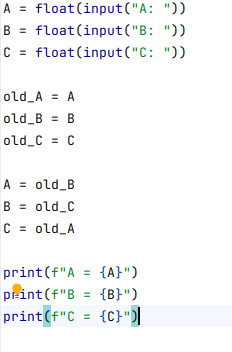 A = float(input("A: "))
B = float(input("B: "))
C = float(input("C: "))
old_A = A
old_B = B
old_C = C
A = old_B
B = old_C
C = old_A
print(f"A = {A}")
print(f"B = {B}")
print(f"C = {C}")